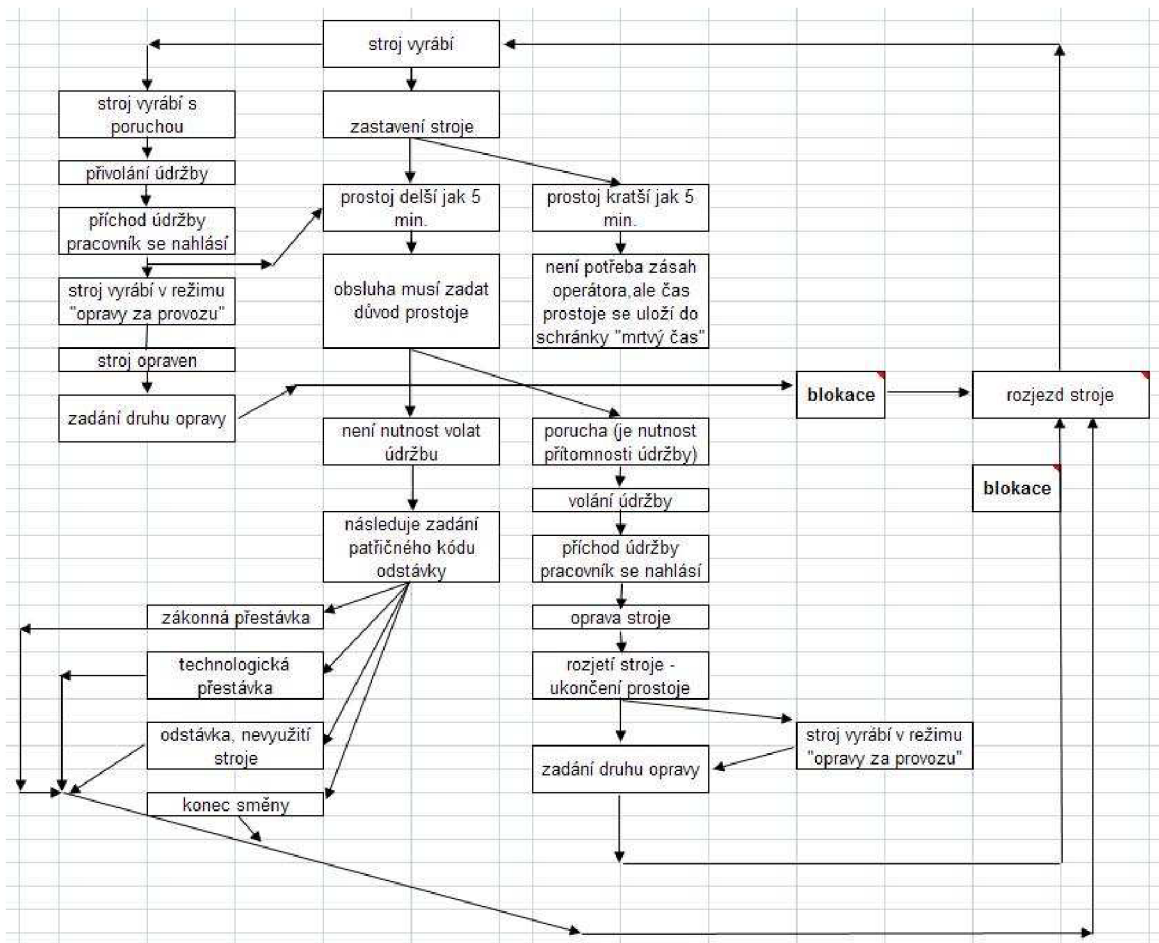 stroj vyrábí
stroj vyrábí s
poruchou
zastavení stroje
přivolání údržby
příchod údržby
pracovník se nahlásí
prostoj delší jak 5
min.
prostoj kratší jak 5
min.
stroj vyrábí v režimu
"opravy za provozu"
obsluha musí zadat
důvod prostoje
není potřeba zásah
operátora,ale čas
prostoje se uloží do
schránky "mrtvý čas"
stroj opraven
zadání druhu opravy
blokace
rozjezd stroje
není nutnost volat
údržbu
porucha (je nutnost
přítomnosti údržby)
blokace
volání údržby
následuje zadání
patřičného kódu
odstávky
příchod údržby
pracovník se nahlásí
zákonná přestávka
oprava stroje
technologická
přestávka
rozjetí stroje -
ukončení prostoje
odstávka, nevyužití
stroje
stroj vyrábí v režimu
"opravy za provozu"
zadání druhu opravy
konec směny